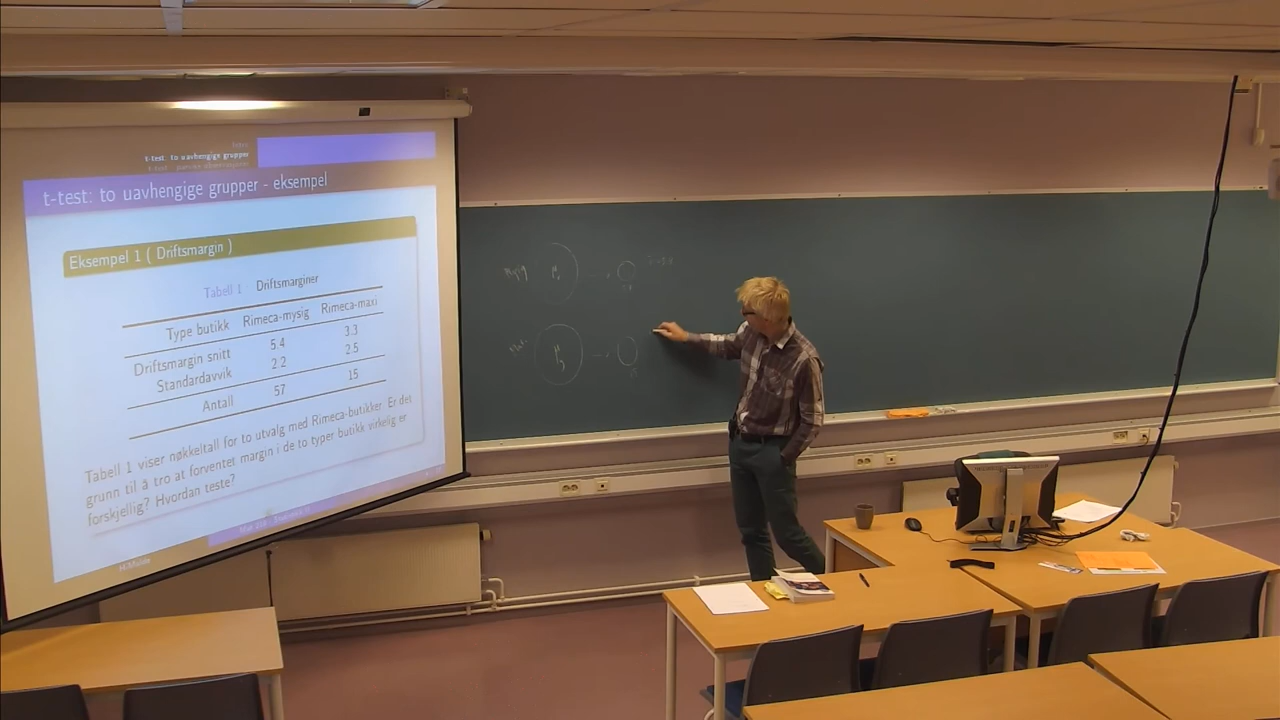 t-test: to uavhengige grupper
t-test: to uavhengige grupper - eksempel
Eksempel 1 ( Driftsmargin )
Tabell 1 Driftsmarginer
Type butikk Rimeca-mysig Rimeca-maxi
Driftsmargin snitt 5.4 3.3
Standardavvik 2.2 2.5
Antall 57 15
Tabell 1 viser nøkkeltall for to utvalg med Rimeca-butikker. Er det
grunn til å tro at forventet margin i de to typer butikk virkelig er
forskjellig? Hvordan teste?
HiMolde